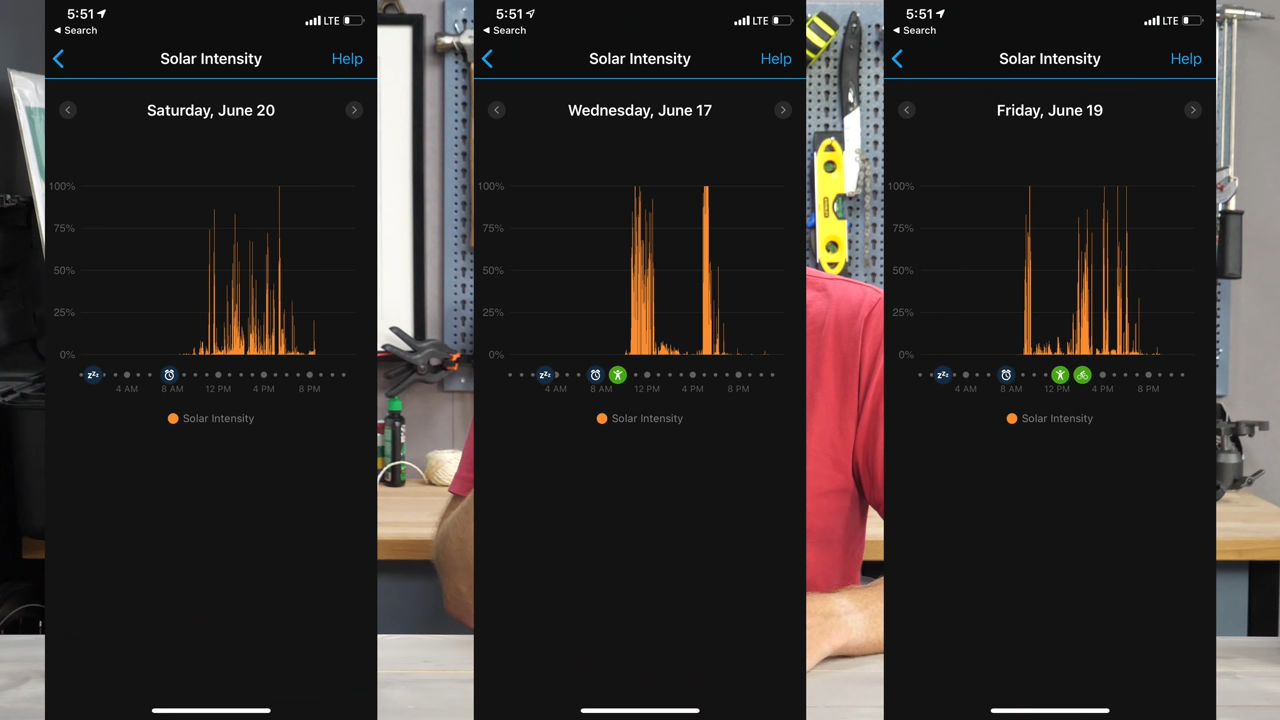 5:51
LTE
Search
Solar Intensity
Help
Saturday, June 20
100%
75%
50%
25%
0%
zzz
4 AM
8 AM
12 PM
4 PM
8 PM
Solar Intensity
5:51
LTE
Search
Solar Intensity
Help
Wednesday, June 17
100%
75%
50%
25%
0%
zzz
4 AM
8 AM
12 PM
4 PM
8 PM
Solar Intensity
5:51
LTE
Search
Solar Intensity
Help
Friday, June 19
100%
75%
50%
25%
0%
zzz
4 AM
8 AM
12 PM
4 PM
8 PM
Solar Intensity